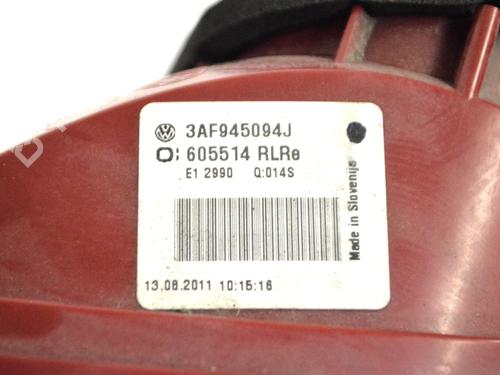 3AF945094J
605514 RLRe
E1 2990 Q:014S
13.08.2011 10:15:16
Made in Slovenija